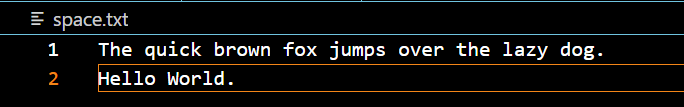 space.txt
1 The quick brown fox jumps over the lazy dog.
2 Hello World.